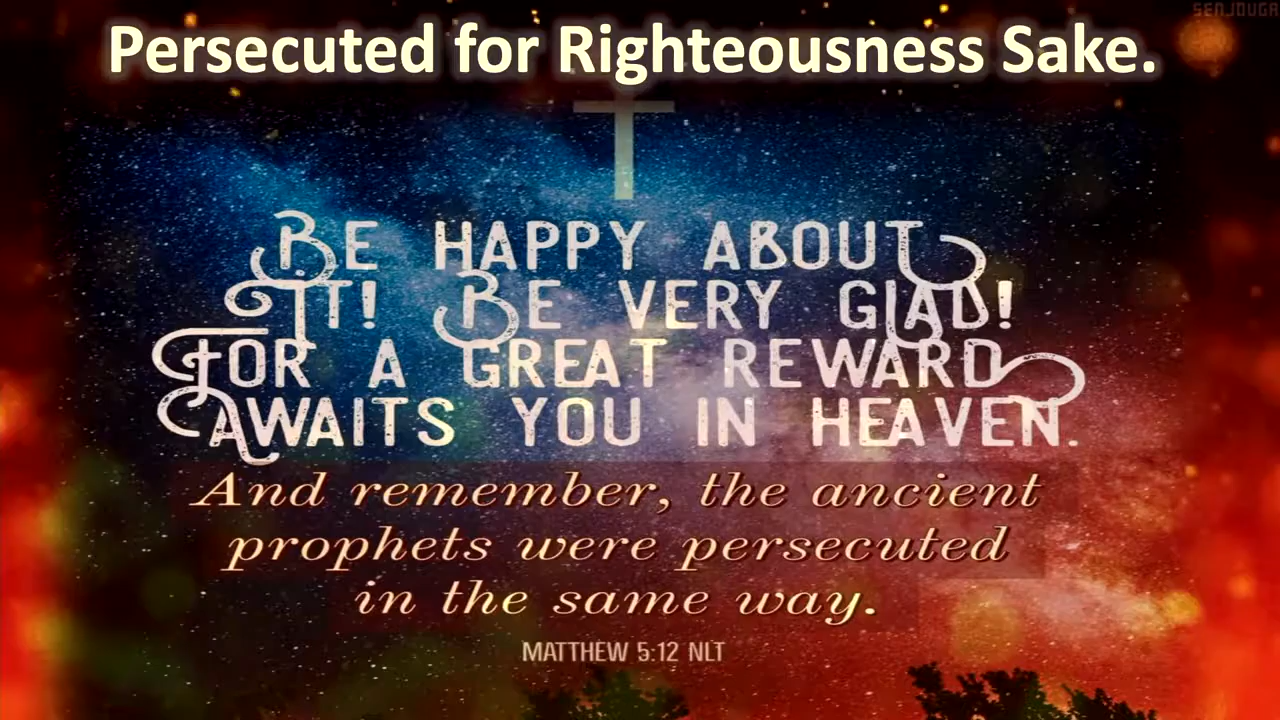 SENJOUGA
Persecuted for Righteousness Sake.
BE HAPPY ABOUT
IT! BE VERY GLAD!
FOR A GREAT REWARD
AWAITS YOU IN HEAVEN.
And remember, the ancient
prophets were persecuted
in the same way.
MATTHEW 5:12 NLT